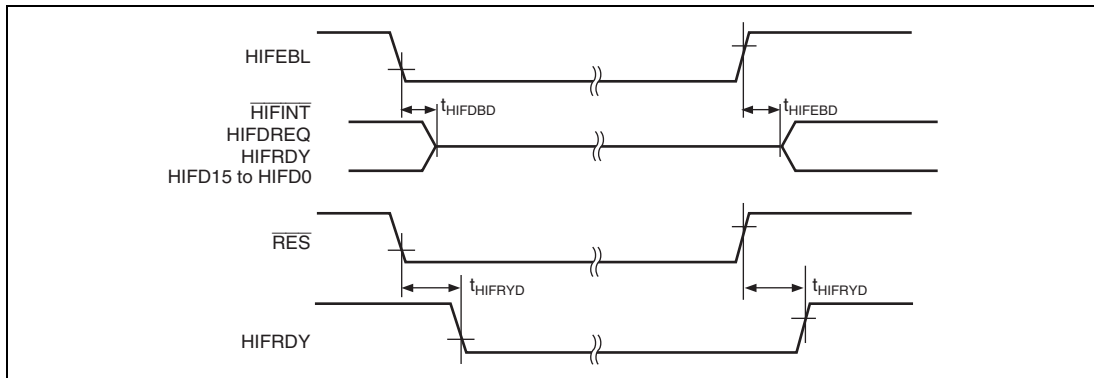 HIFEBL
HIFINT
tHIFDBD
tHIFEBD
HIFDREQ
HIFRDY
HIFD15 to HIFD0
RES
tHIFRYD
tHIFRYD
HIFRDY